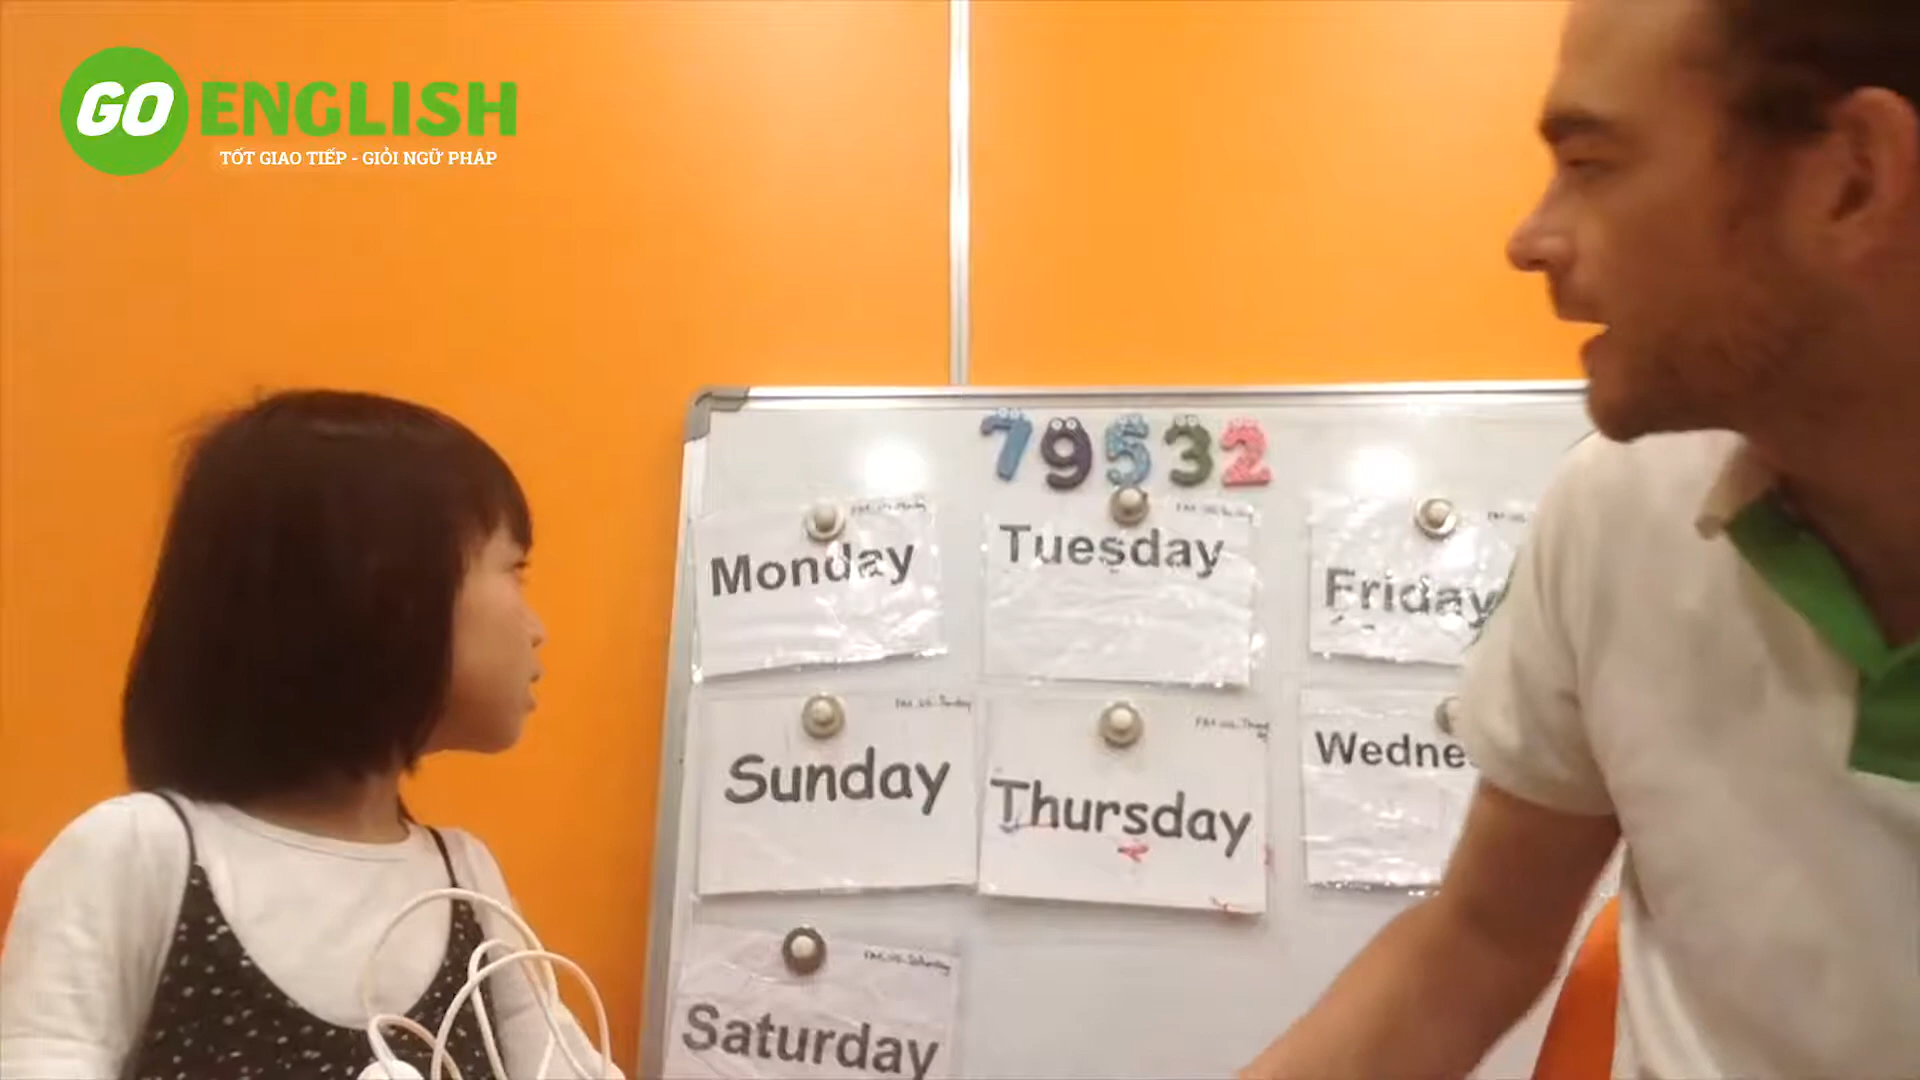 GO ENGLISH
TỐT GIAO TIẾP - GIỎI NGỮ PHÁP
79532
Monday
Tuesday
Friday
Sunday
Thursday
Wedne
Saturday